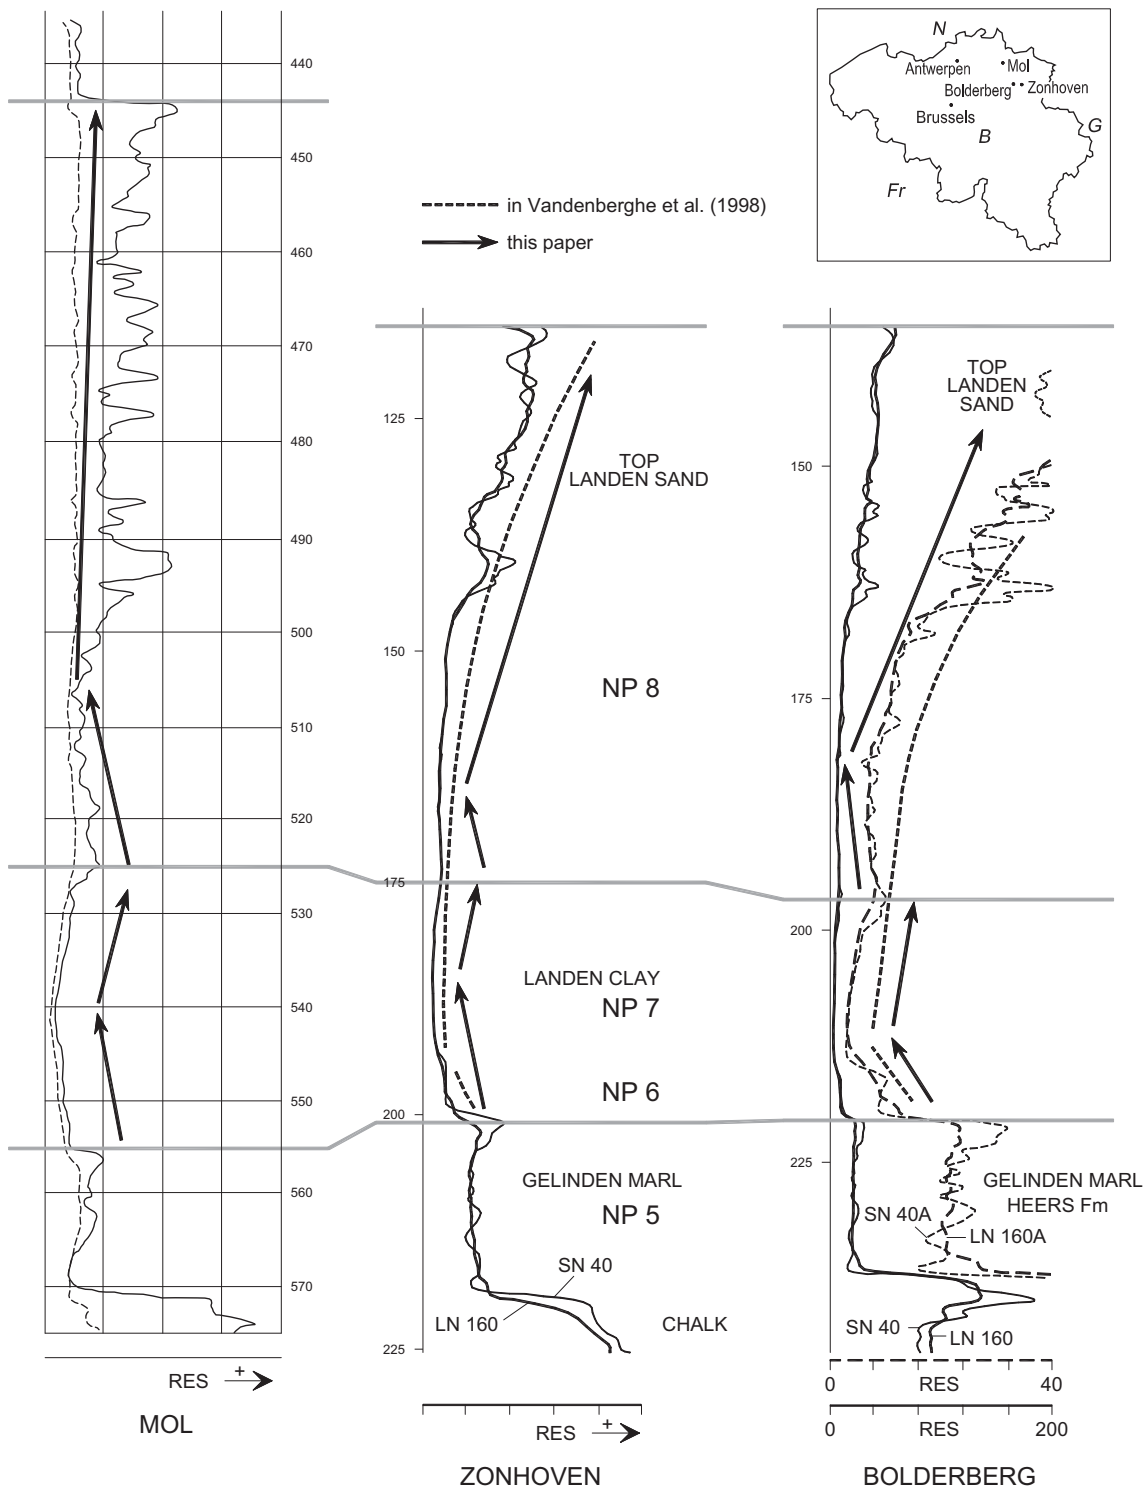 440
450
460
470
480
490
500
510
520
530
540
550
560
570
RES +
MOL
in Vandenberghe et al. (1998)
this paper
N
Antwerpen
Mol
Bolderberg
Zonhoven
Brussels
B
G
Fr
125
150
175
200
225
TOP
LANDEN SAND
NP 8
LANDEN CLAY
NP 7
NP 6
GELINDEN MARL
NP 5
SN 40
LN 160
CHALK
RES +
ZONHOVEN
TOP
LANDEN
SAND
150
175
200
225
GELINDEN MARL
HEERS Fm
SN 40A
LN 160A
SN 40
LN 160
0 RES 40
0 RES 200
BOLDERBERG